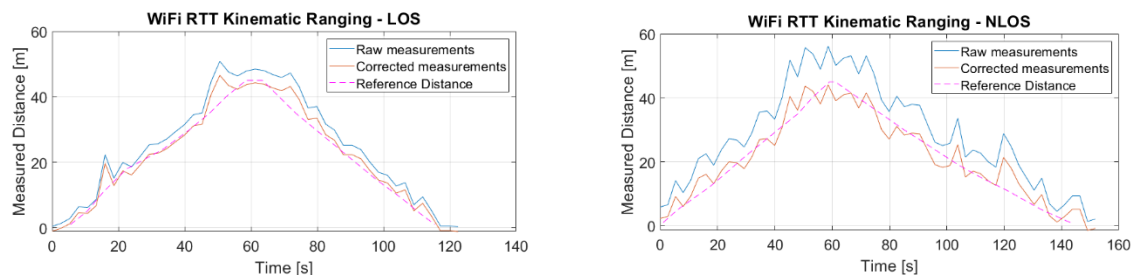 WiFi RTT Kinematic Ranging - LOS
Measured Distance [m]
60
40
20
0
Raw measurements
Corrected measurements
Reference Distance
0 20 40 60 80 100 120 140
Time [s]
WiFi RTT Kinematic Ranging - NLOS
Measured Distance [m]
60
40
20
0
Raw measurements
Corrected measurements
Reference Distance
0 20 40 60 80 100 120 140 160
Time [s]